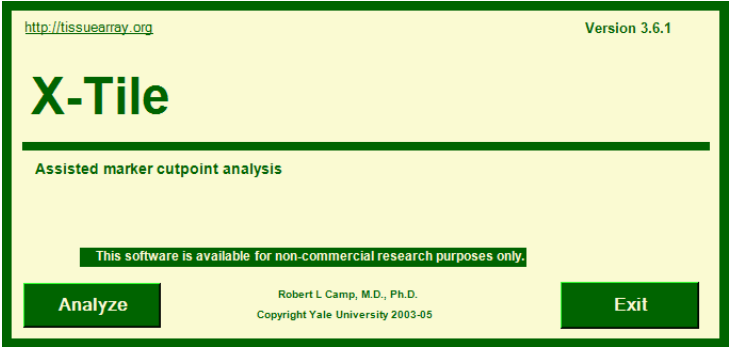 http://tissuearray.org
Version 3.6.1
X-Tile
Assisted marker cutpoint analysis
This software is available for non-commercial research purposes only.
Analyze
Robert L Camp, M.D., Ph.D.
Copyright Yale University 2003-05
Exit